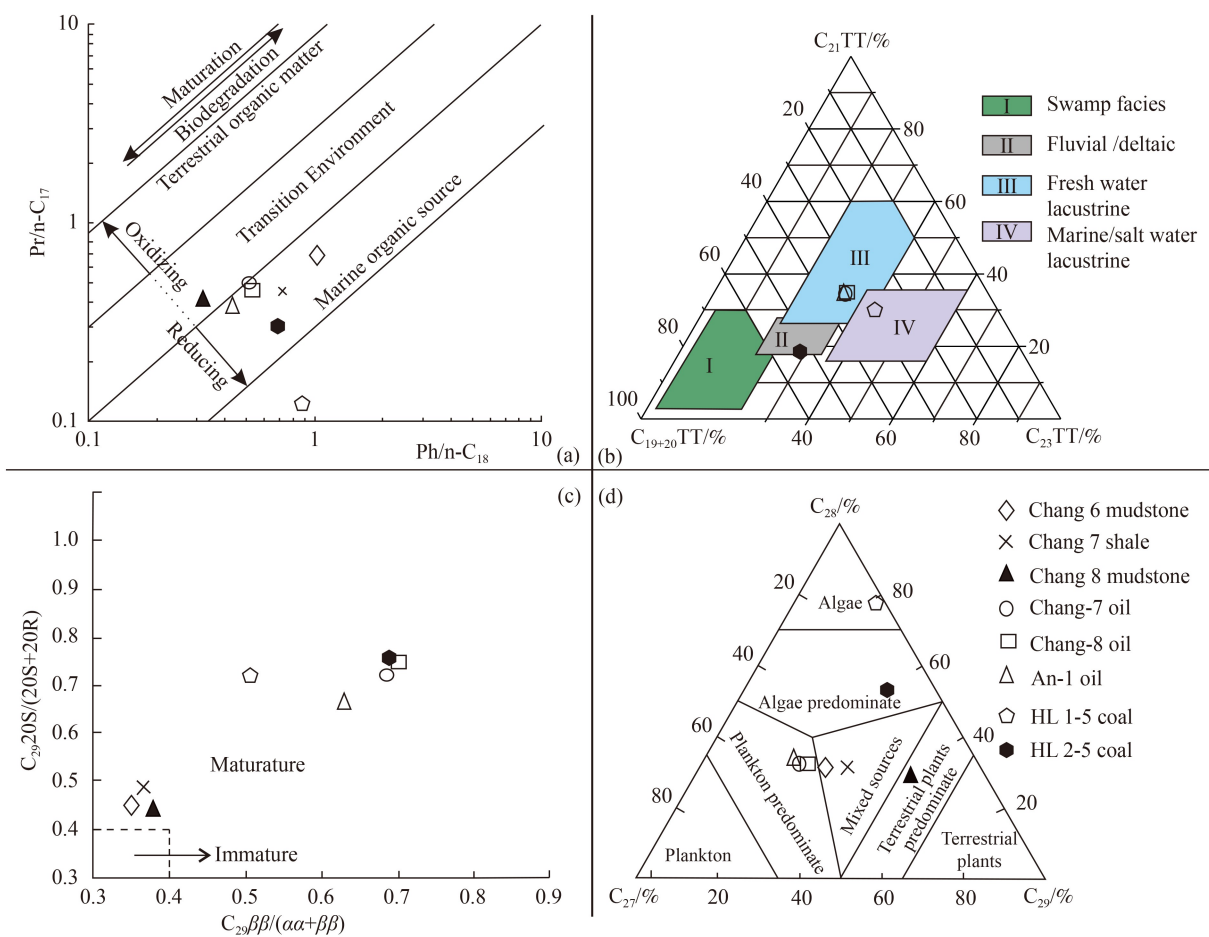 10
1
0.1
Pr/n-C₁₇
Maturation
Biodegradation
Terrestrial organic matter
Transition Environment
Marine organic source
Oxidizing
Reducing
0.1
1
10
Ph/n-C₁₈
(a)
C₂₁TT/%
20
40
60
80
100
80
60
40
20
C₁₉₊₂₀TT/%
40
60
80
C₂₃TT/%
I
II
III
IV
I
Swamp facies
II
Fluvial /deltaic
III
Fresh water
lacustrine
IV
Marine/salt water
lacustrine
(b)
(c)
1.0
0.9
0.8
0.7
0.6
0.5
0.4
0.3
C₂₉20S/(20S+20R)
Maturature
Immature
0.3
0.4
0.5
0.6
0.7
0.8
0.9
C₂₉ββ/(αα+ββ)
(d)
C₂₈/%
20
40
60
80
80
60
40
20
Algae
Algae predominate
Plankton predominate
Mixed sources
Terrestrial plants
predominate
Plankton
Terrestrial
plants
C₂₇/%
20
40
60
80
C₂₉/%
Chang 6 mudstone
Chang 7 shale
Chang 8 mudstone
Chang-7 oil
Chang-8 oil
An-1 oil
HL 1-5 coal
HL 2-5 coal